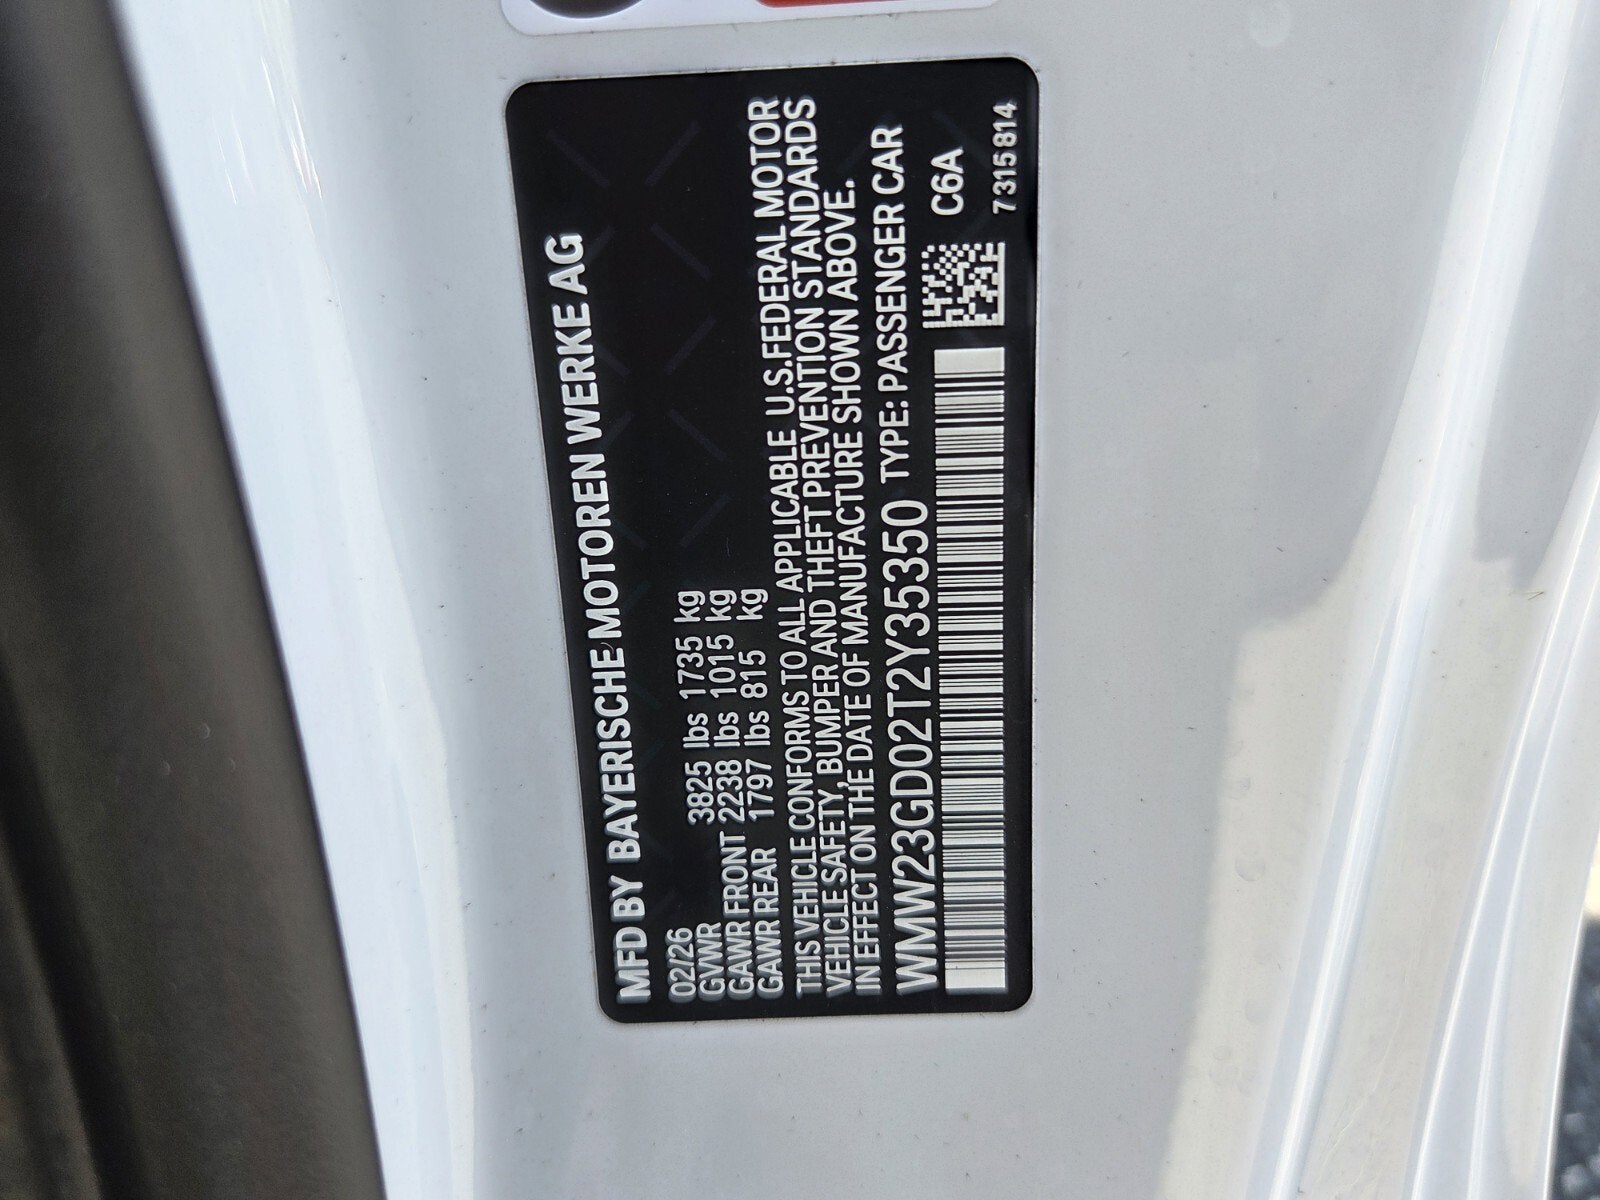 MFD BY BAYERISCHE MOTOREN WERKE AG
02/26
GVWR 3825 lbs 1735 kg
GAWR FRONT 2238 lbs 1015 kg
GAWR REAR 1797 lbs 815 kg
THIS VEHICLE CONFORMS TO ALL APPLICABLE U.S.FEDERAL MOTOR
VEHICLE SAFETY, BUMPER AND THEFT PREVENTION STANDARDS
IN EFFECT ON THE DATE OF MANUFACTURE SHOWN ABOVE.
WMW23GD02T2Y35350 TYPE: PASSENGER CAR
C6A
7315814